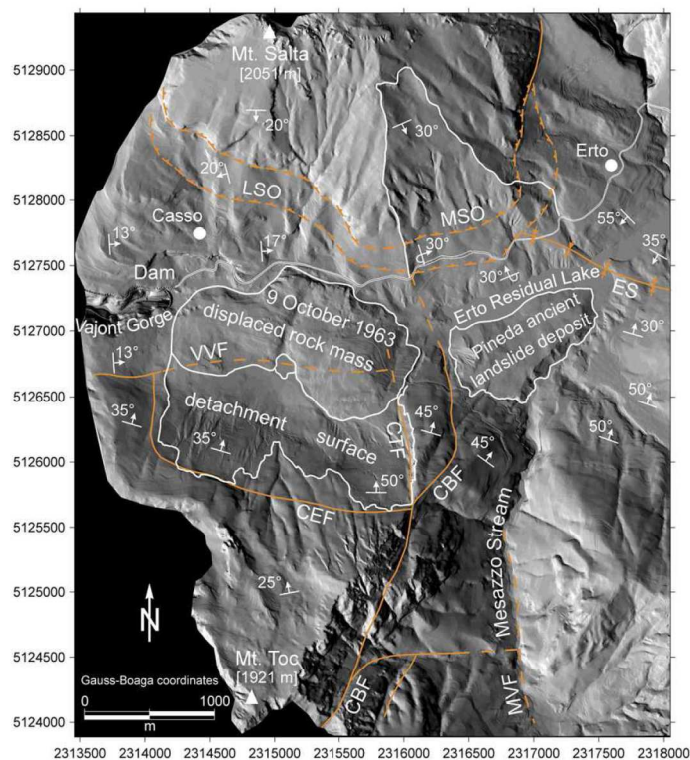 5129000
5128500
5128000
5127500
5127000
5126500
5126000
5125500
5125000
5124500
5124000
Mt. Salta
[2051 m]
20°
30°
Erto
20°
LSO
MSO
55°
Casso
13°
17°
30°
35°
Dam
30°
Erto Residual Lake
ES
Vajont Gorge
9 October 1963
displaced rock mass
Pineda ancient
landslide deposit
30°
13°
VVF
50°
35°
detachment
surface
35°
CTF
45°
45°
50°
50°
CBF
CEF
Mesazzo Stream
25°
N
Mt. Toc
[1921 m]
CBF
MVF
Gauss-Boaga coordinates
0 1000
m
2313500 2314000 2314500 2315000 2315500 2316000 2316500 2317000 2317500 2318000